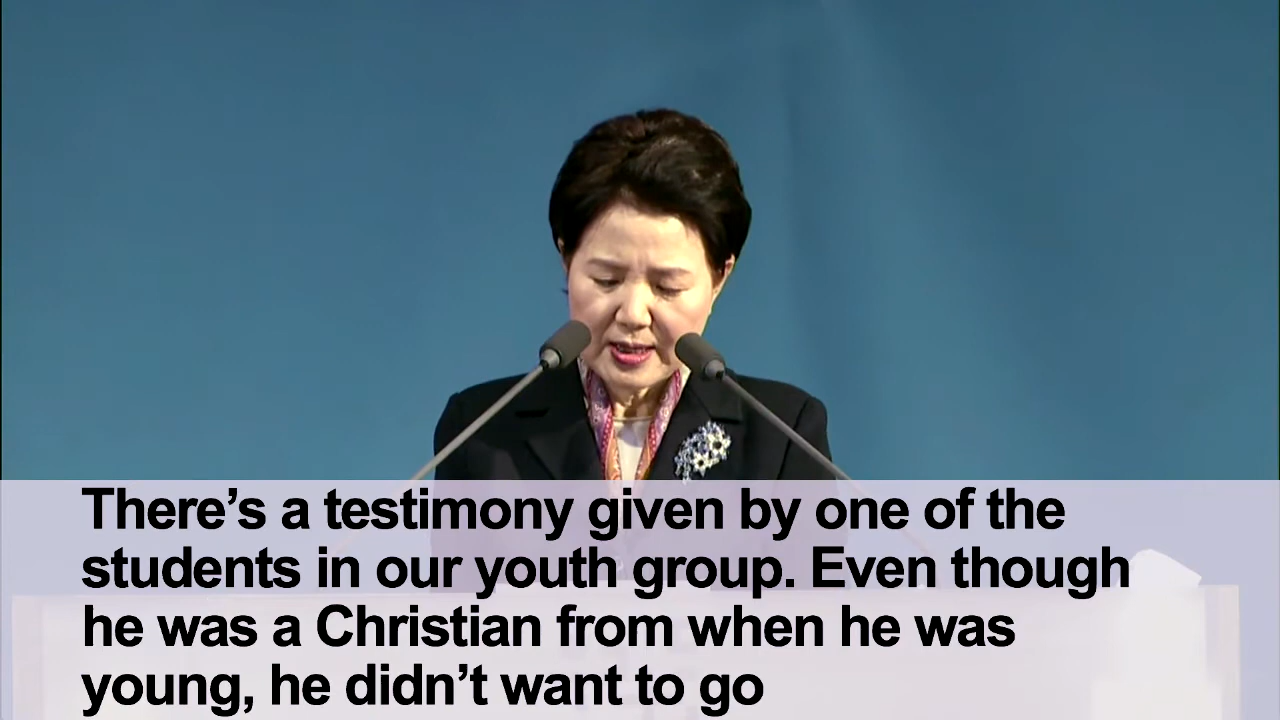 There’s a testimony given by one of the
students in our youth group. Even though
he was a Christian from when he was
young, he didn’t want to go